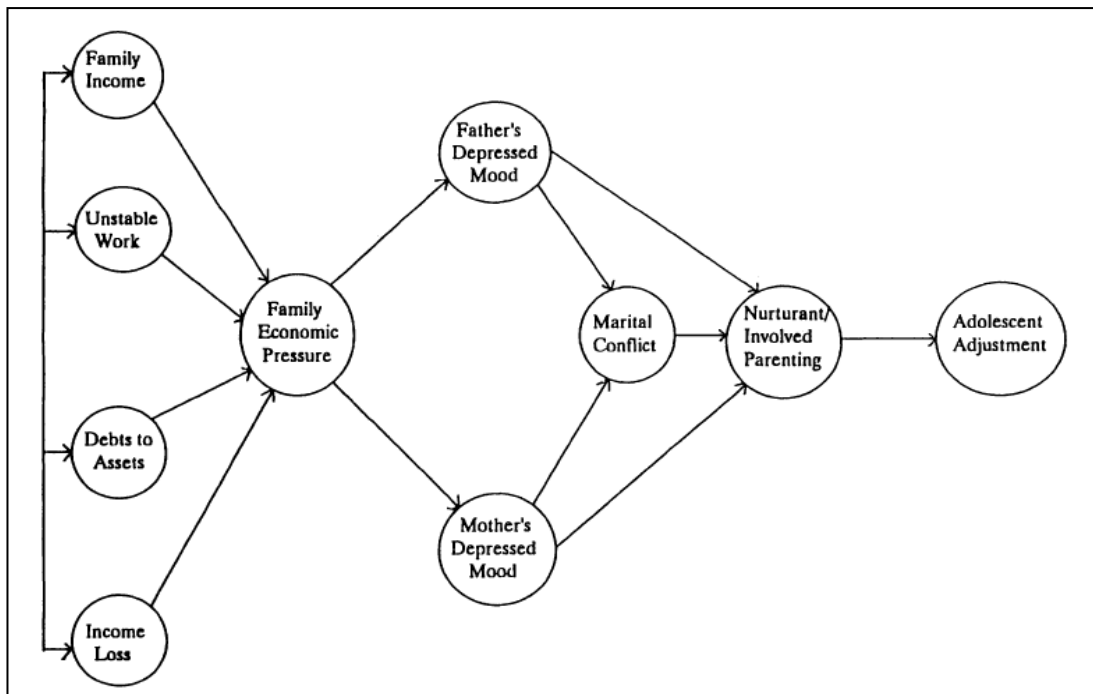 Family
Income
Unstable
Work
Debts to
Assets
Income
Loss
Family
Economic
Pressure
Father's
Depressed
Mood
Mother's
Depressed
Mood
Marital
Conflict
Nurturant/
Involved
Parenting
Adolescent
Adjustment